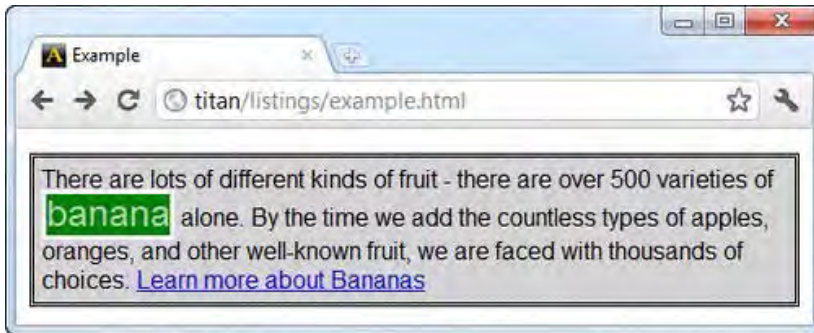 Example
titan/listings/example.html
There are lots of different kinds of fruit - there are over 500 varieties of
banana alone. By the time we add the countless types of apples,
oranges, and other well-known fruit, we are faced with thousands of
choices. Learn more about Bananas